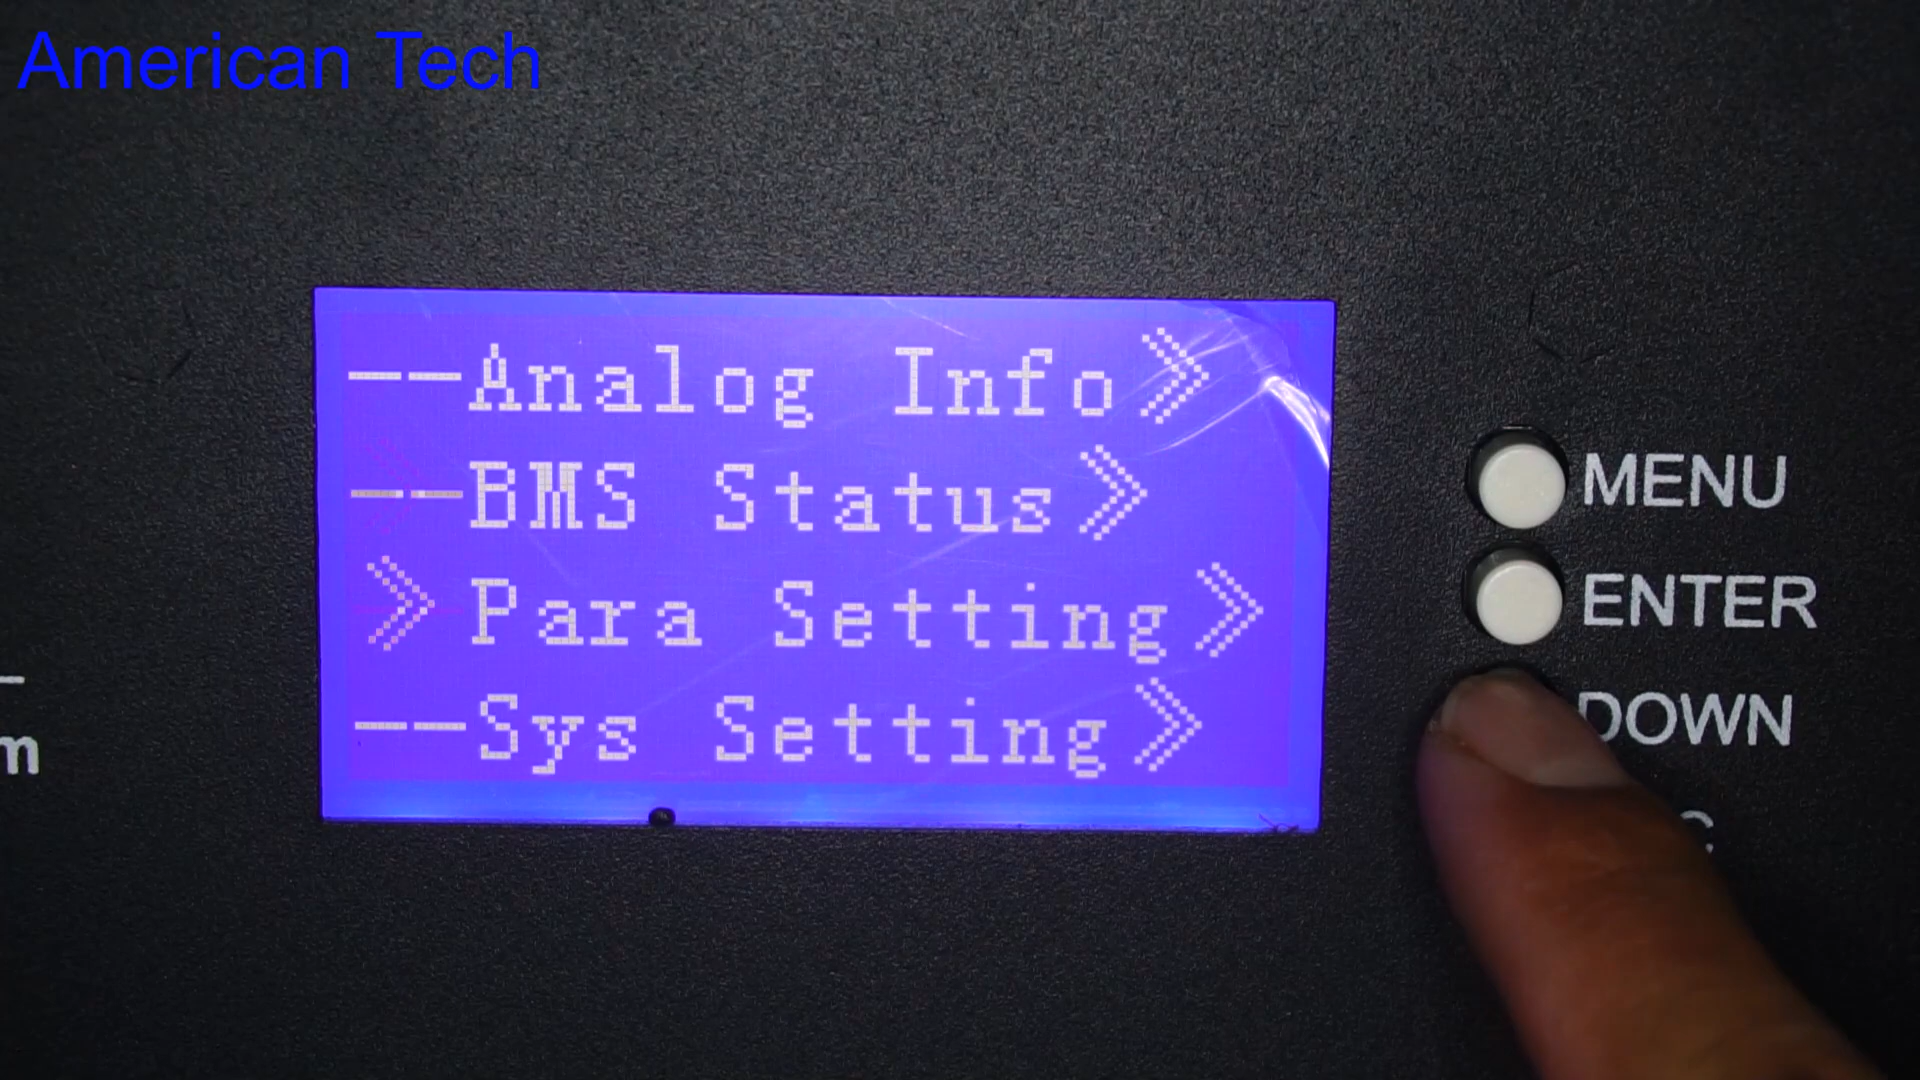 American Tech
--Analog Info»
--BMS Status»
» Para Setting»
--Sys Setting»
MENU
ENTER
DOWN
C
m